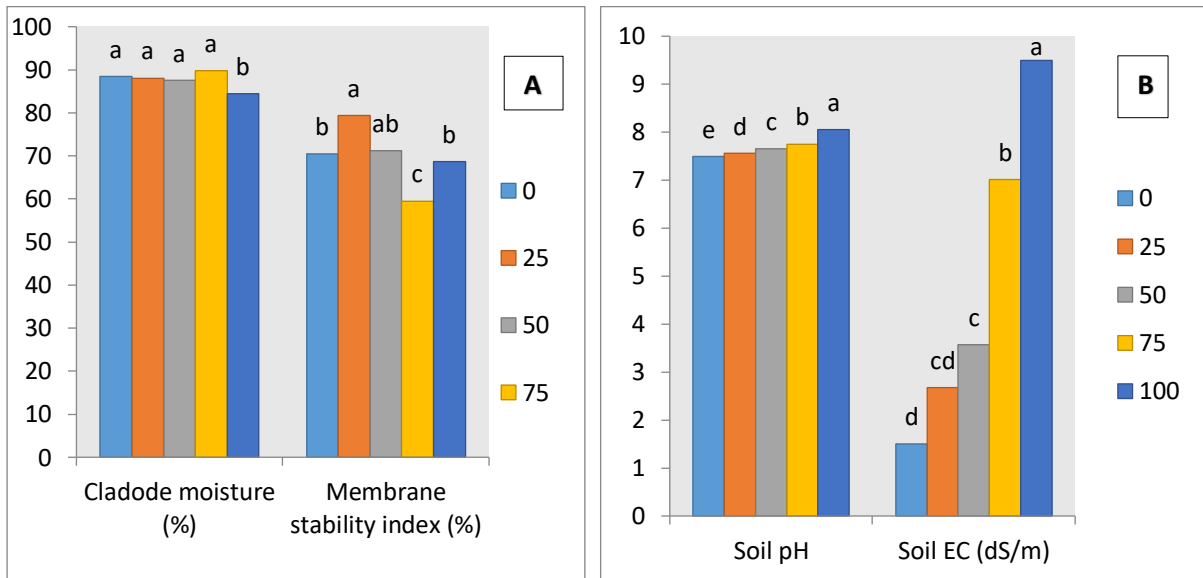 100
90
80
70
60
50
40
30
20
10
0
a a a a b
b a ab c b
Cladode moisture
(%)
Membrane
stability index (%)
A
0
25
50
75
10
9
8
7
6
5
4
3
2
1
0
e d c b a
d cd c b a
Soil pH
Soil EC (dS/m)
B
0
25
50
75
100